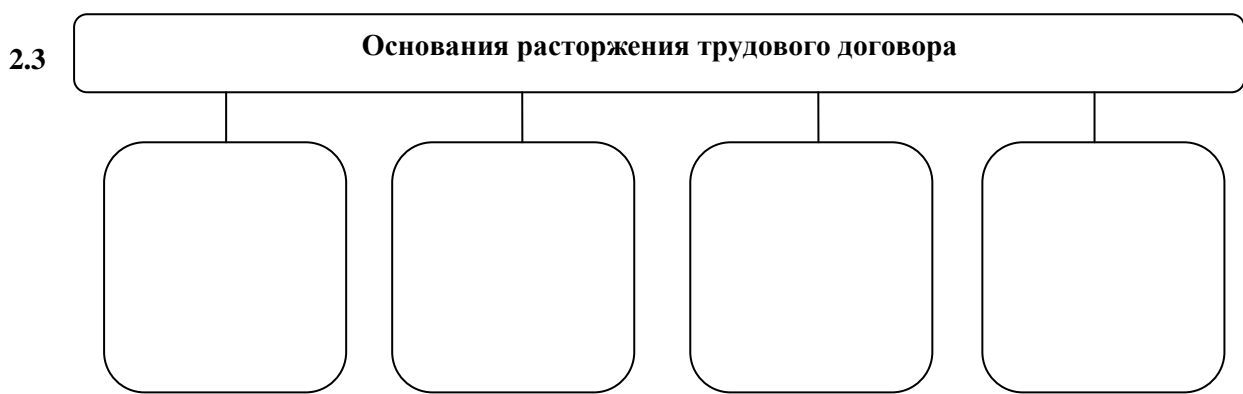 2.3
Основания расторжения трудового договора